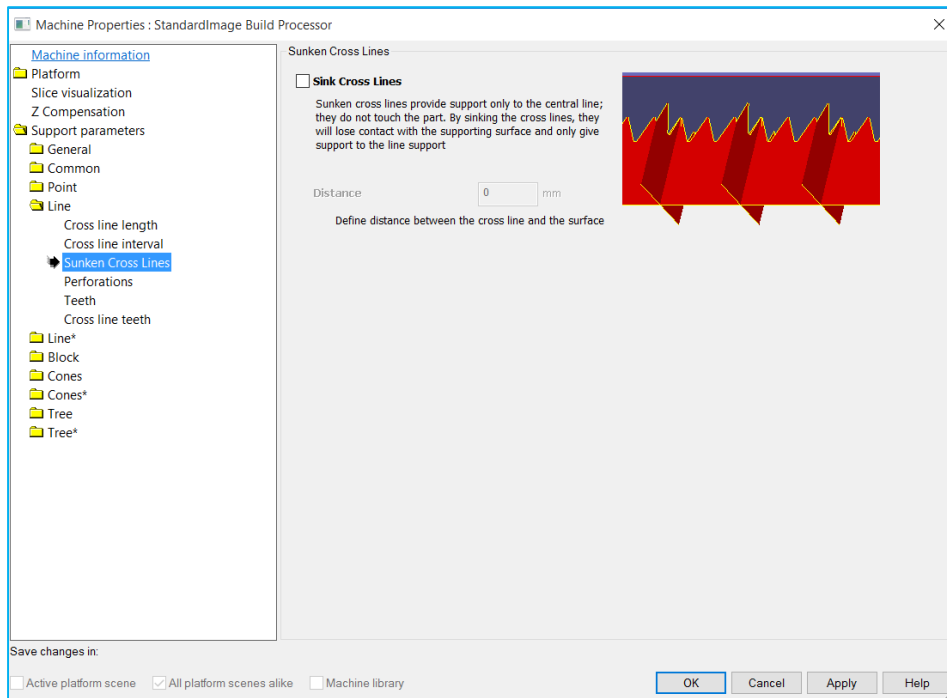 Machine Properties : StandardImage Build Processor
Machine information
Platform
Slice visualization
Z Compensation
Support parameters
General
Common
Point
Line
Cross line length
Cross line interval
Sunken Cross Lines
Perforations
Teeth
Cross line teeth
Line*
Block
Cones
Cones*
Tree
Tree*
Sunken Cross Lines
Sink Cross Lines
Sunken cross lines provide support only to the central line;
they do not touch the part. By sinking the cross lines, they
will lose contact with the supporting surface and only give
support to the line support
Distance 0 mm
Define distance between the cross line and the surface
Save changes in:
Active platform scene All platform scenes alike Machine library
OK Cancel Apply Help